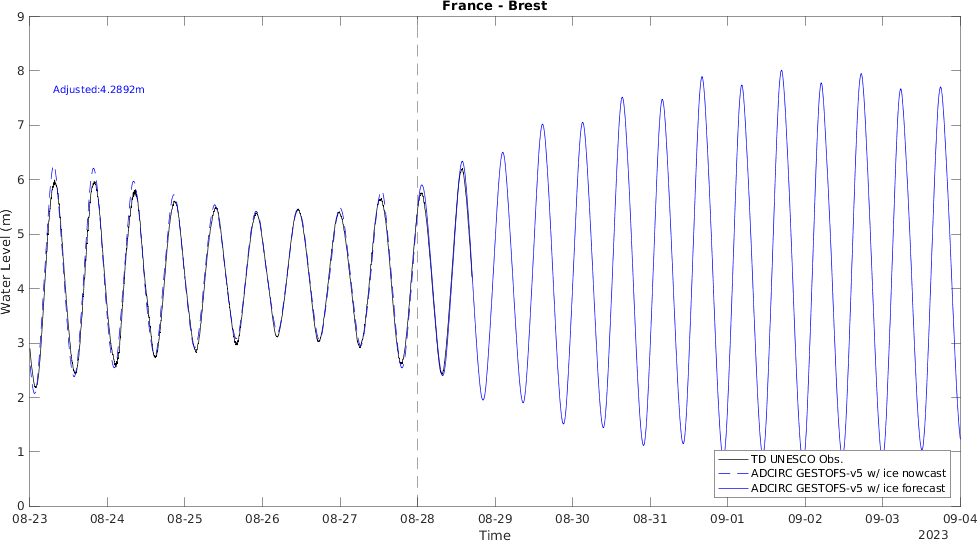 France - Brest
9
8
7
6
5
4
3
2
1
0
Water Level (m)
Adjusted:4.2892m
TD UNESCO Obs.
ADCIRC GESTOFS-v5 w/ ice nowcast
ADCIRC GESTOFS-v5 w/ ice forecast
08-23 08-24 08-25 08-26 08-27 08-28 08-29 08-30 08-31 09-01 09-02 09-03 09-04
Time
2023